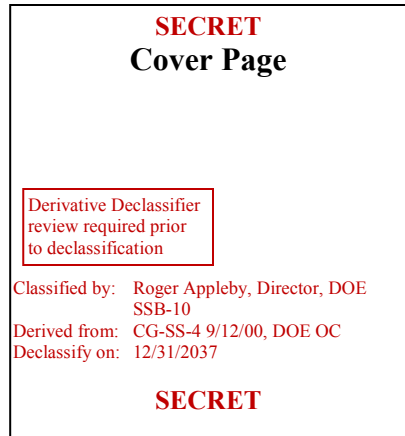 SECRET
Cover Page
Derivative Declassifier
review required prior
to declassification
Classified by: Roger Appleby, Director, DOE
SSB-10
Derived from: CG-SS-4 9/12/00, DOE OC
Declassify on: 12/31/2037
SECRET